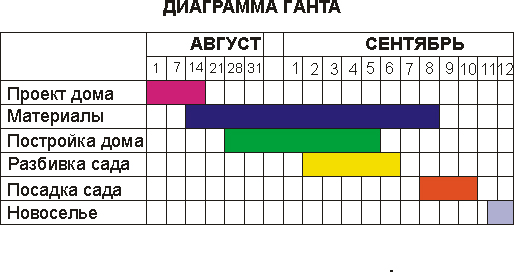 ДИАГРАММА ГАНТА
АВГУСТ СЕНТЯБРЬ
1 7 14 21 28 31 1 2 3 4 5 6 7 8 9 10 11 12
Проект дома
Материалы
Постройка дома
Разбивка сада
Посадка сада
Новоселье